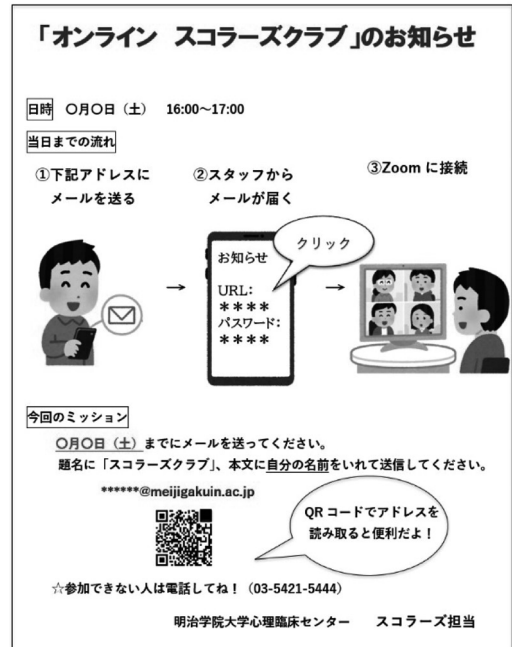 「オンライン　スコラーズクラブ」のお知らせ
日時　〇月〇日（土）　16:00～17:00
当日までの流れ
①下記アドレスに
メールを送る
②スタッフから
メールが届く
③Zoom に接続
クリック
お知らせ
URL：
＊＊＊＊
パスワード：
＊＊＊＊
→
→
今回のミッション
〇月〇日（土）までにメールを送ってください。
題名に「スコラーズクラブ」、本文に自分の名前をいれて送信してください。
******@meijigakuin.ac.jp
QR コードでアドレスを
読み取ると便利だよ！
☆参加できない人は電話してね！（03-5421-5444）
明治学院大学心理臨床センター　スコラーズ担当